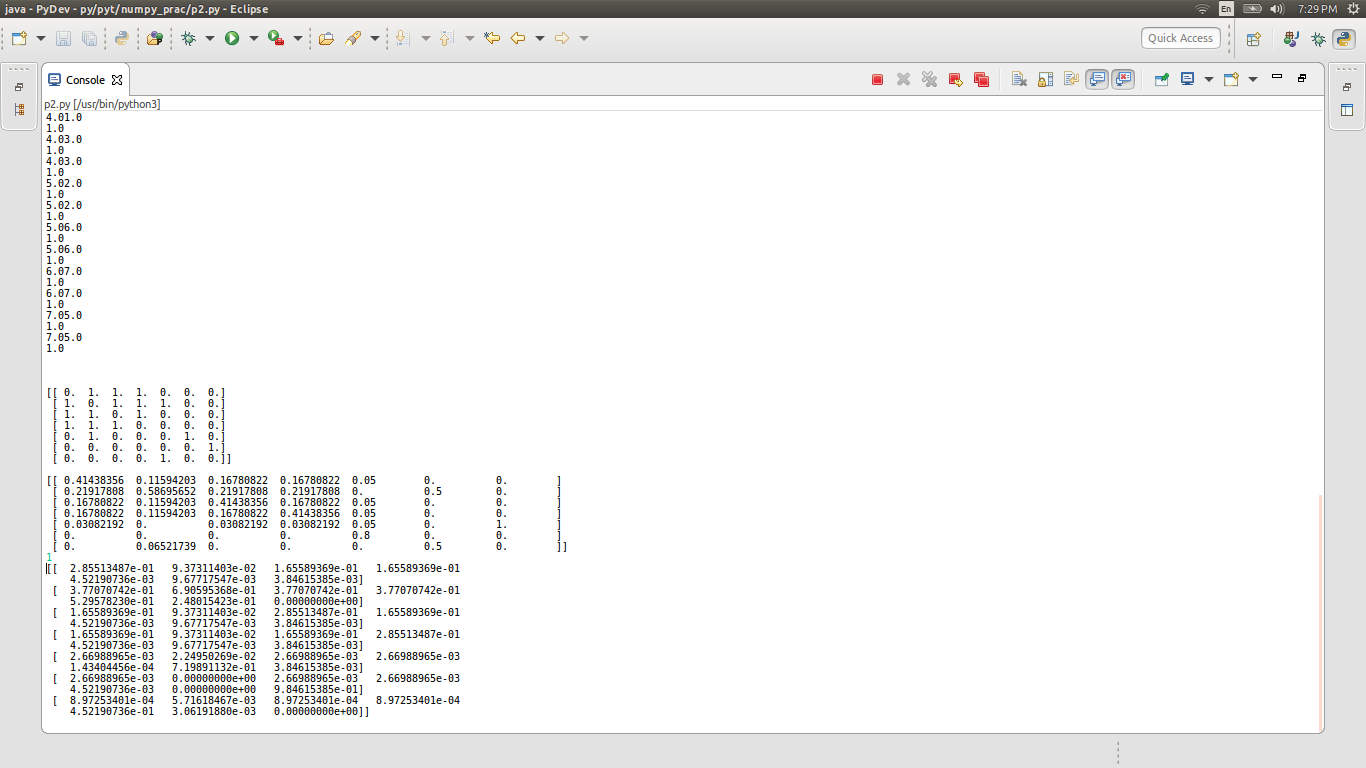 java - PyDev - py/pyt/numpy_prac/p2.py - Eclipse
En
7:29 PM
Quick Access
Console
p2.py [/usr/bin/python3]
4.01.0
1.0
4.03.0
1.0
4.03.0
1.0
5.02.0
1.0
5.02.0
1.0
5.06.0
1.0
5.06.0
1.0
6.07.0
1.0
6.07.0
1.0
7.05.0
1.0
7.05.0
1.0
[[ 0. 1. 1. 1. 0. 0. 0.]
[ 1. 0. 1. 1. 1. 0. 0.]
[ 1. 1. 0. 1. 0. 0. 0.]
[ 1. 1. 1. 0. 0. 0. 0.]
[ 0. 1. 0. 0. 0. 1. 0.]
[ 0. 0. 0. 0. 0. 0. 1.]
[ 0. 0. 0. 0. 1. 0. 0.]]
[[ 0.41438356 0.11594203 0.16780822 0.16780822 0.05 0. 0. ]
[ 0.21917808 0.58695652 0.21917808 0.21917808 0. 0.5 0. ]
[ 0.16780822 0.11594203 0.41438356 0.16780822 0.05 0. 0. ]
[ 0.16780822 0.11594203 0.16780822 0.41438356 0.05 0. 0. ]
[ 0.03082192 0. 0.03082192 0.03082192 0.05 0. 1. ]
[ 0. 0. 0. 0. 0.8 0. 0. ]
[ 0. 0.06521739 0. 0. 0. 0.5 0. ]]
1
[[ 2.85513487e-01 9.37311403e-02 1.65589369e-01 1.65589369e-01
4.52190736e-03 9.67717547e-03 3.84615385e-03]
[ 3.77070742e-01 6.90595368e-01 3.77070742e-01 3.77070742e-01
5.29578230e-01 2.48015423e-01 0.00000000e+00]
[ 1.65589369e-01 9.37311403e-02 2.85513487e-01 1.65589369e-01
4.52190736e-03 9.67717547e-03 3.84615385e-03]
[ 1.65589369e-01 9.37311403e-02 1.65589369e-01 2.85513487e-01
4.52190736e-03 9.67717547e-03 3.84615385e-03]
[ 2.66988965e-03 2.24950269e-02 2.66988965e-03 2.66988965e-03
1.43404456e-04 7.19891132e-01 3.84615385e-03]
[ 2.66988965e-03 0.00000000e+00 2.66988965e-03 2.66988965e-03
4.52190736e-03 0.00000000e+00 9.84615385e-01]
[ 8.97253401e-04 5.71618467e-03 8.97253401e-04 8.97253401e-04
4.52190736e-01 3.06191880e-03 0.00000000e+00]]